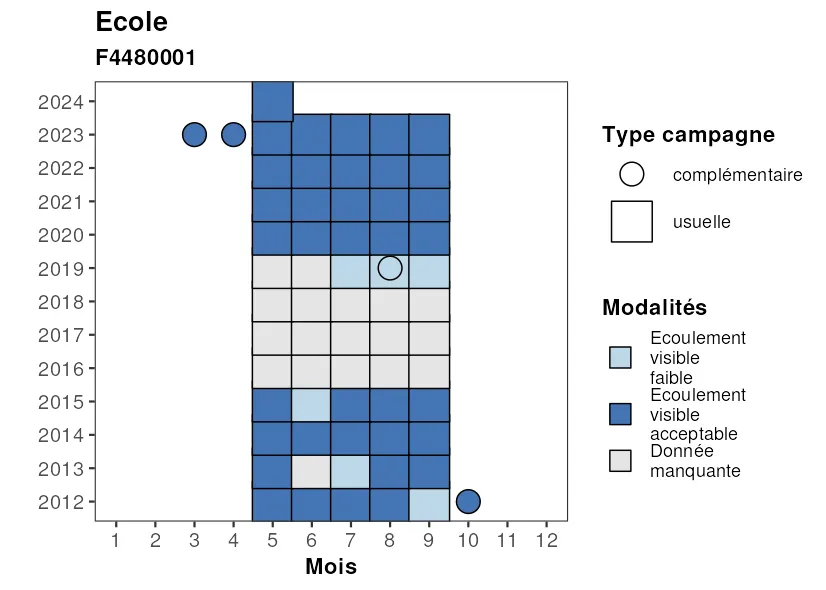 Ecole
F4480001
2024
2023
2022
2021
2020
2019
2018
2017
2016
2015
2014
2013
2012
1 2 3 4 5 6 7 8 9 10 11 12
Mois
Type campagne
complémentaire
usuelle
Modalités
Ecoulement
visible
faible
Ecoulement
visible
acceptable
Donnée
manquante